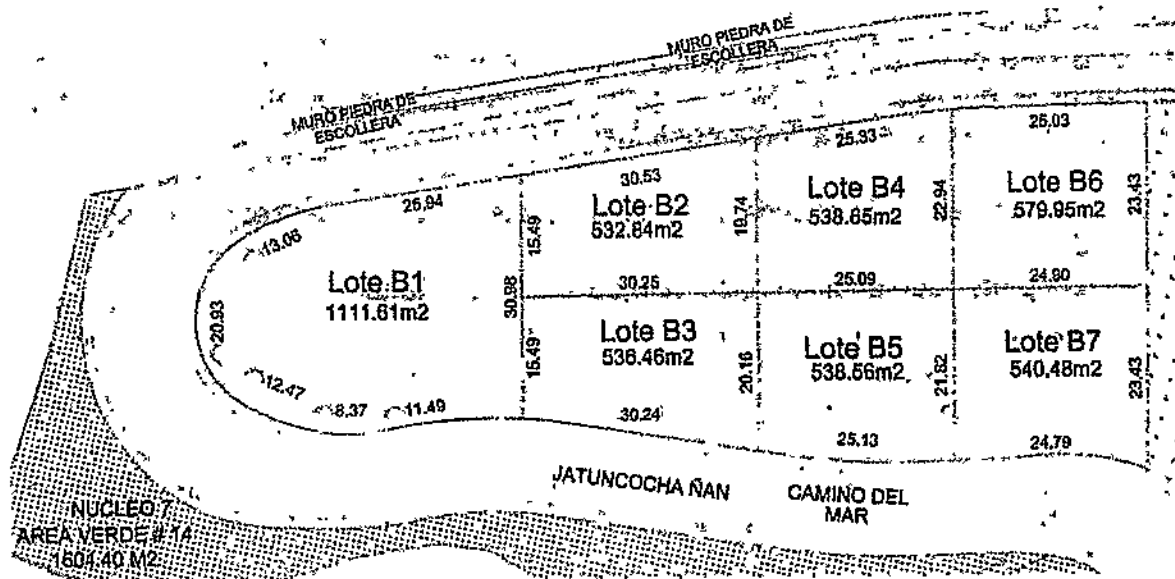 MURO PIEDRA DE
ESCOLLERA
MURO PIEDRA DE
ESCOLLERA
25.03
25.33
30.53
25.94
Lote B2
532.84m2
Lote B4
538.65m2
Lote B6
579.95m2
15.49
19.74
22.94
23.43
13.06
Lote B1
1111.61m2
30.98
30.25
25.09
24.80
20.93
Lote B3
536.46m2
Lote B5
538.56m2
Lote B7
540.48m2
15.49
20.16
21.82
23.43
12.47
8.37
11.49
30.24
25.13
24.79
JATUNCOCHA ÑAN
CAMINO DEL
MAR
NUCLEO 7
AREA VERDE # 14
1604.40 M2